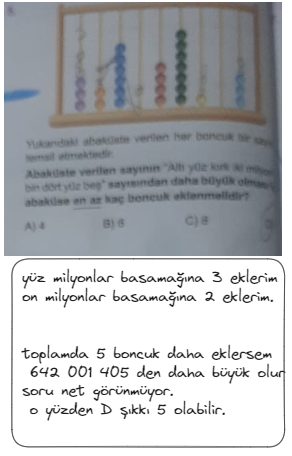 Yukarıdaki abaküste verilen her boncuk bir sayı
temsil etmektedir.
Abaküste verilen sayının "Altı yüz kırk iki milyon
bin dört yüz beş" sayısından daha büyük olması
abaküse en az kaç boncuk eklenmelidir?
A) 4 B) 6 C) 8
yüz milyonlar basamağına 3 eklerim
on milyonlar basamağına 2 eklerim.
toplamda 5 boncuk daha eklersem
642 001 405 den daha büyük olur
soru net görünmüyor.
o yüzden D şıkkı 5 olabilir.